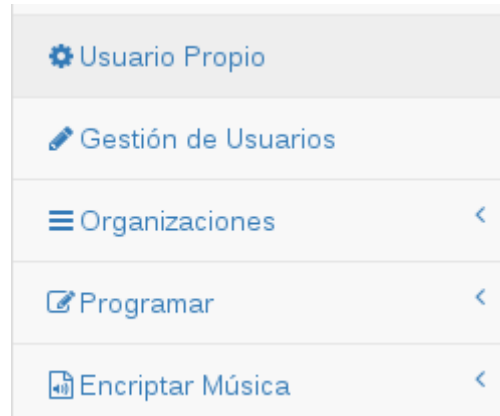 Usuario Propio
Gestión de Usuarios
Organizaciones
Programar
Encriptar Música